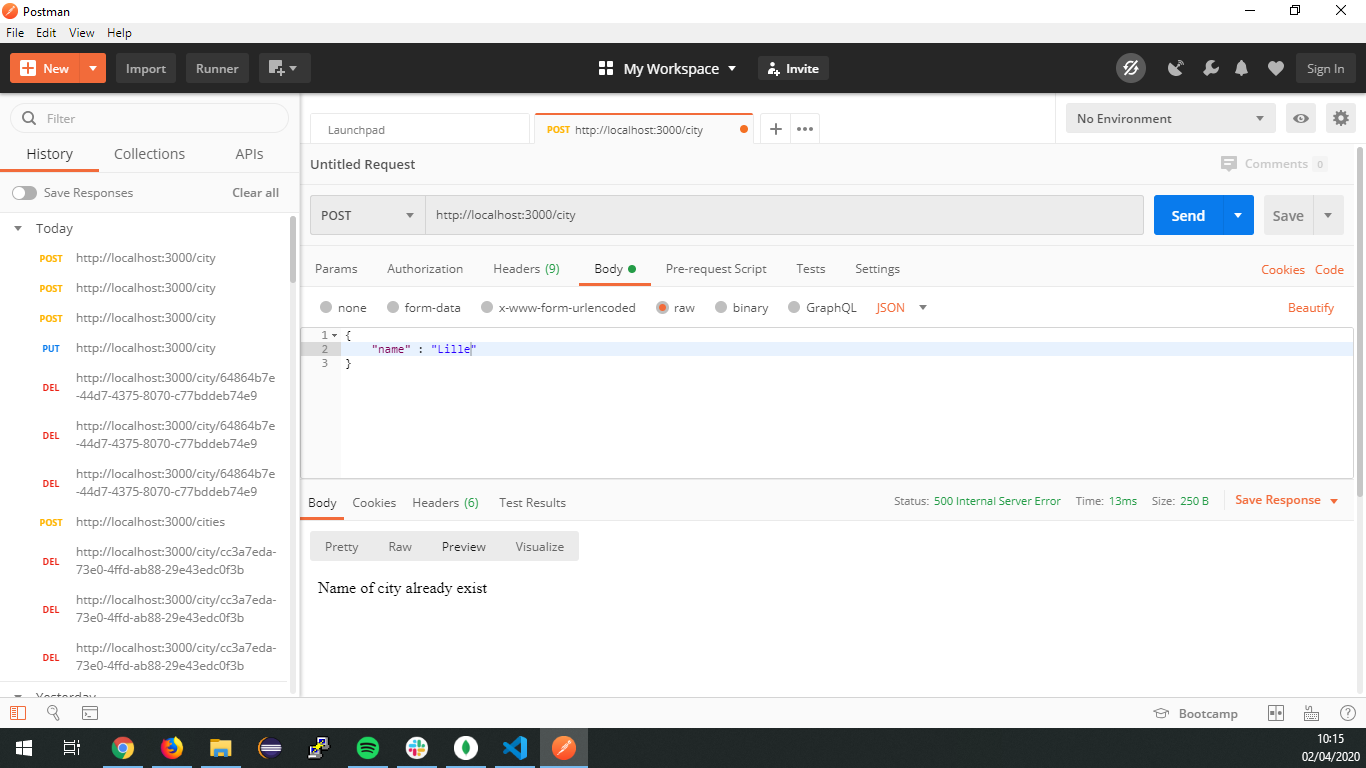 Postman
File Edit View Help
New Import Runner My Workspace Invite Sign In
Filter
History Collections APIs
Save Responses Clear all
Today
POST http://localhost:3000/city
POST http://localhost:3000/city
POST http://localhost:3000/city
PUT http://localhost:3000/city
DEL http://localhost:3000/city/64864b7e
-44d7-4375-8070-c77bddeb74e9
DEL http://localhost:3000/city/64864b7e
-44d7-4375-8070-c77bddeb74e9
DEL http://localhost:3000/city/64864b7e
-44d7-4375-8070-c77bddeb74e9
POST http://localhost:3000/cities
DEL http://localhost:3000/city/cc3a7eda-
73e0-4ffd-ab88-29e43edc0f3b
DEL http://localhost:3000/city/cc3a7eda-
73e0-4ffd-ab88-29e43edc0f3b
DEL http://localhost:3000/city/cc3a7eda-
73e0-4ffd-ab88-29e43edc0f3b
Yesterday
Launchpad POST http://localhost:3000/city No Environment
Untitled Request Comments 0
POST http://localhost:3000/city Send Save
Params Authorization Headers (9) Body Pre-request Script Tests Settings Cookies Code
none form-data x-www-form-urlencoded raw binary GraphQL JSON Beautify
1 {
2 "name" : "Lille"
3 }
Body Cookies Headers (6) Test Results Status: 500 Internal Server Error Time: 13ms Size: 250 B Save Response
Pretty Raw Preview Visualize
Name of city already exist
Bootcamp
10:15
02/04/2020